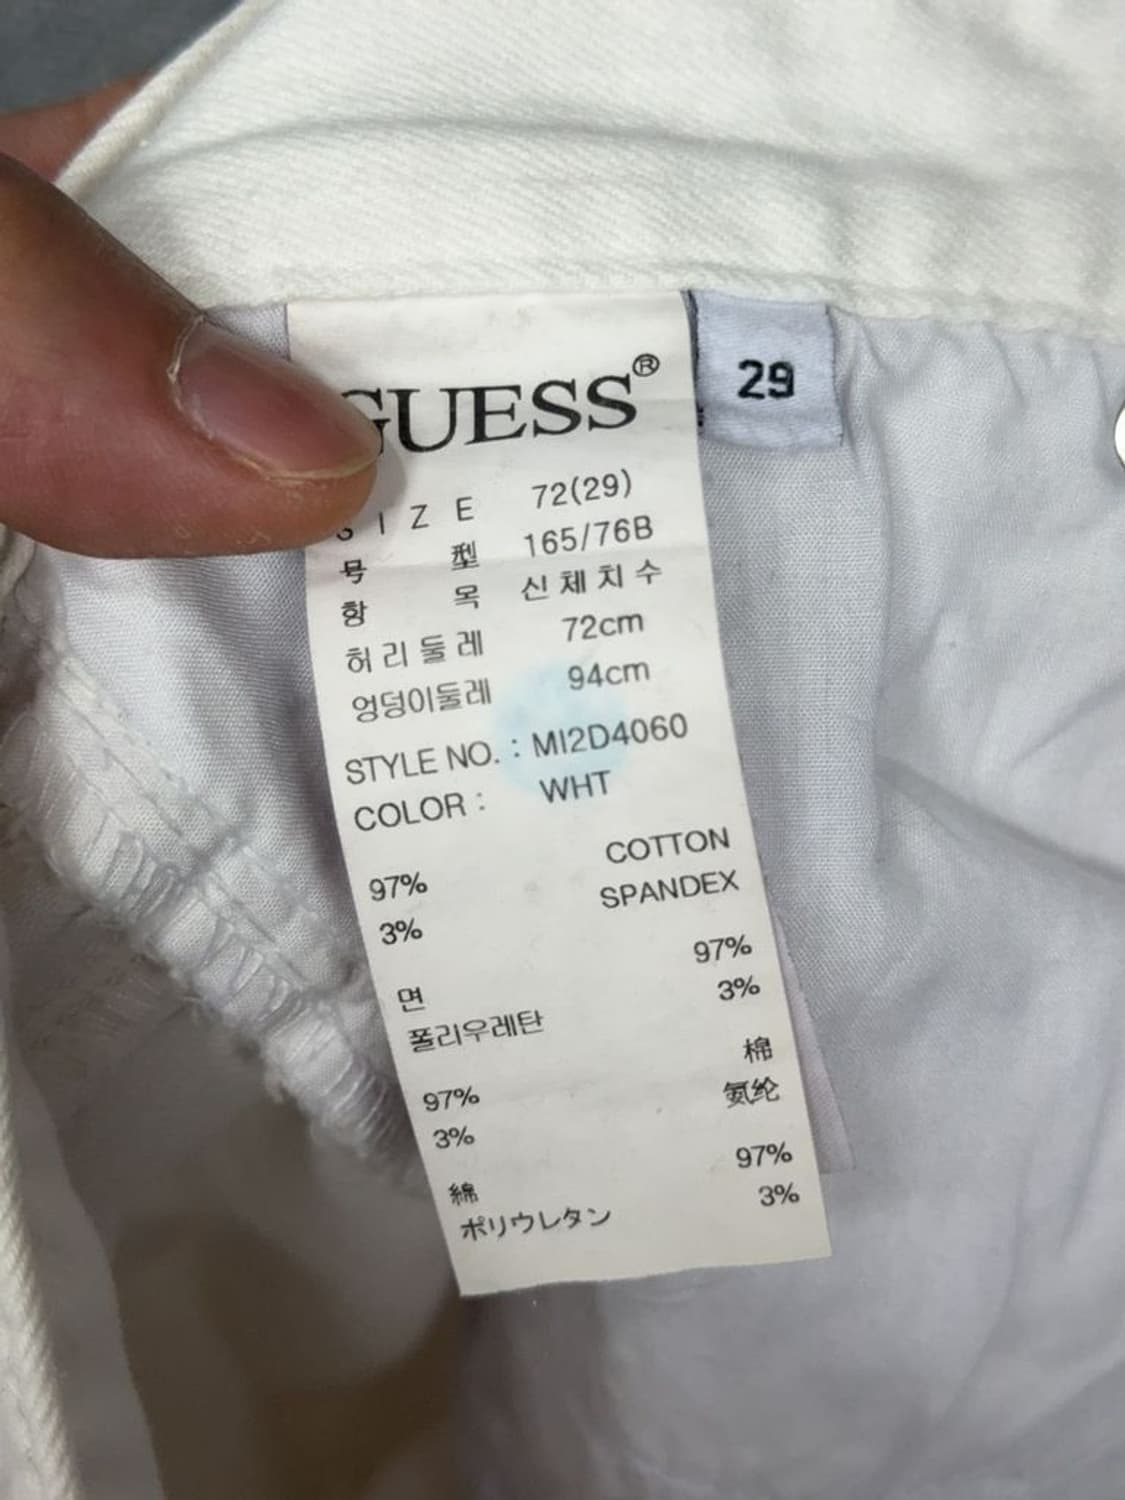 GUESS®
29
SIZE 72(29)
号型 165/76B
항목 신체치수
허리둘레 72cm
엉덩이둘레 94cm
STYLE NO. : MI2D4060
COLOR : WHT
COTTON
97% SPANDEX
3%
97%
면 3%
폴리우레탄
棉
97% 氨纶
3%
97%
綿 3%
ポリウレタン